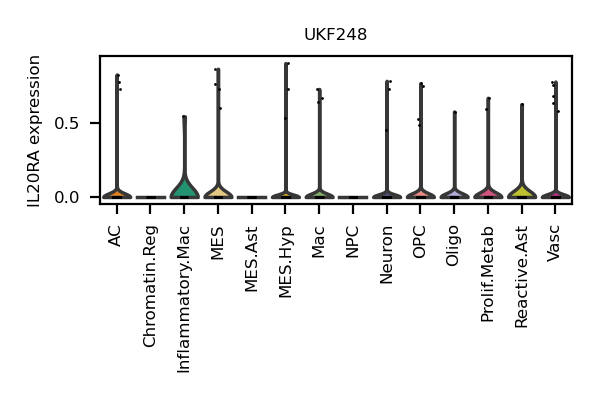 UKF248
IL20RA expression
0.5
0.0
AC
Chromatin.Reg
Inflammatory.Mac
MES
MES.Ast
MES.Hyp
Mac
NPC
Neuron
OPC
Oligo
Prolif.Metab
Reactive.Ast
Vasc